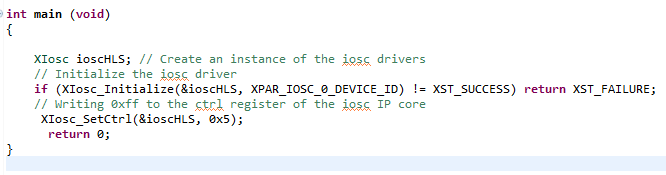 int main (void)
{
XIosc ioscHLS; // Create an instance of the iosc drivers
// Initialize the iosc driver
if (XIosc_Initialize(&ioscHLS, XPAR_IOSC_0_DEVICE_ID) != XST_SUCCESS) return XST_FAILURE;
// Writing 0xff to the ctrl register of the iosc IP core
XIosc_SetCtrl(&ioscHLS, 0x5);
return 0;
}